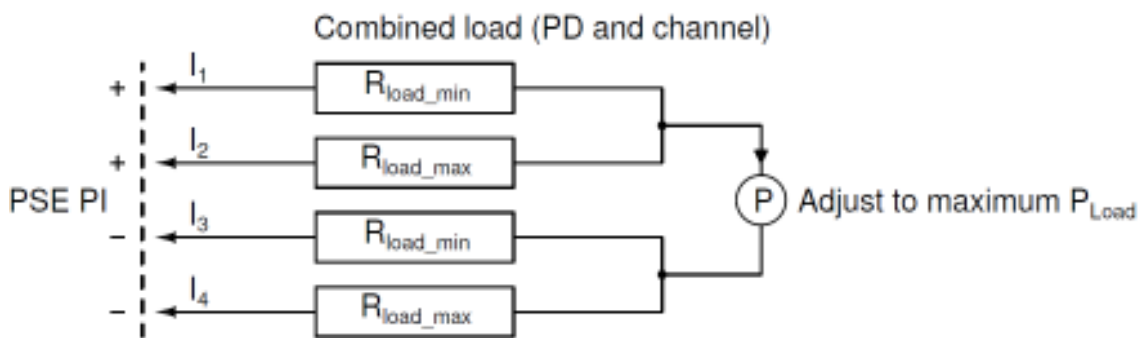 Combined load (PD and channel)
+ I1 Rload_min
+ I2 Rload_max
PSE PI
P Adjust to maximum PLoad
– I3 Rload_min
– I4 Rload_max